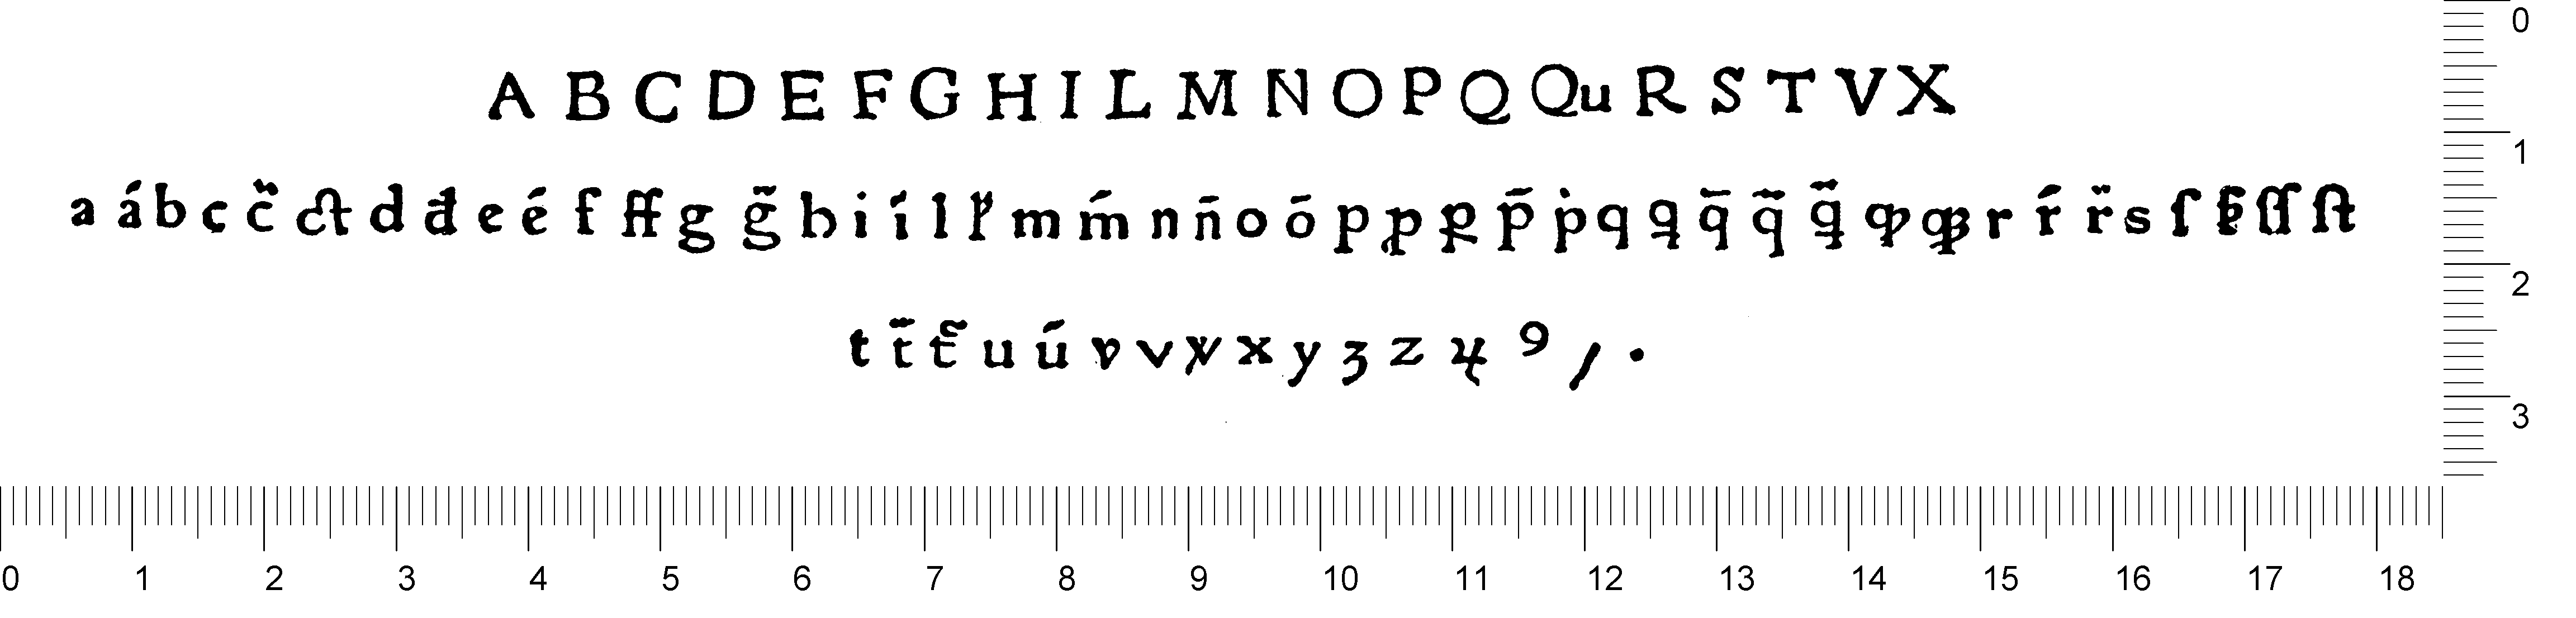 A B C D E F G H I L M N O P Q Qu R S T V X
a á b c c̃ ct d đ e é f ff g g̃ h i í l ł m ḿ n ñ o ō p ꝓ ꝑ p̄ ṗ q ꝗ q̄ q̃ q̃ ꝙ r ŕ r̃ s ſ ſſ ſt
t t̃ t̃ u ú v v x y ʒ z ꝝ 9 / .
0 1 2 3
0 1 2 3 4 5 6 7 8 9 10 11 12 13 14 15 16 17 18